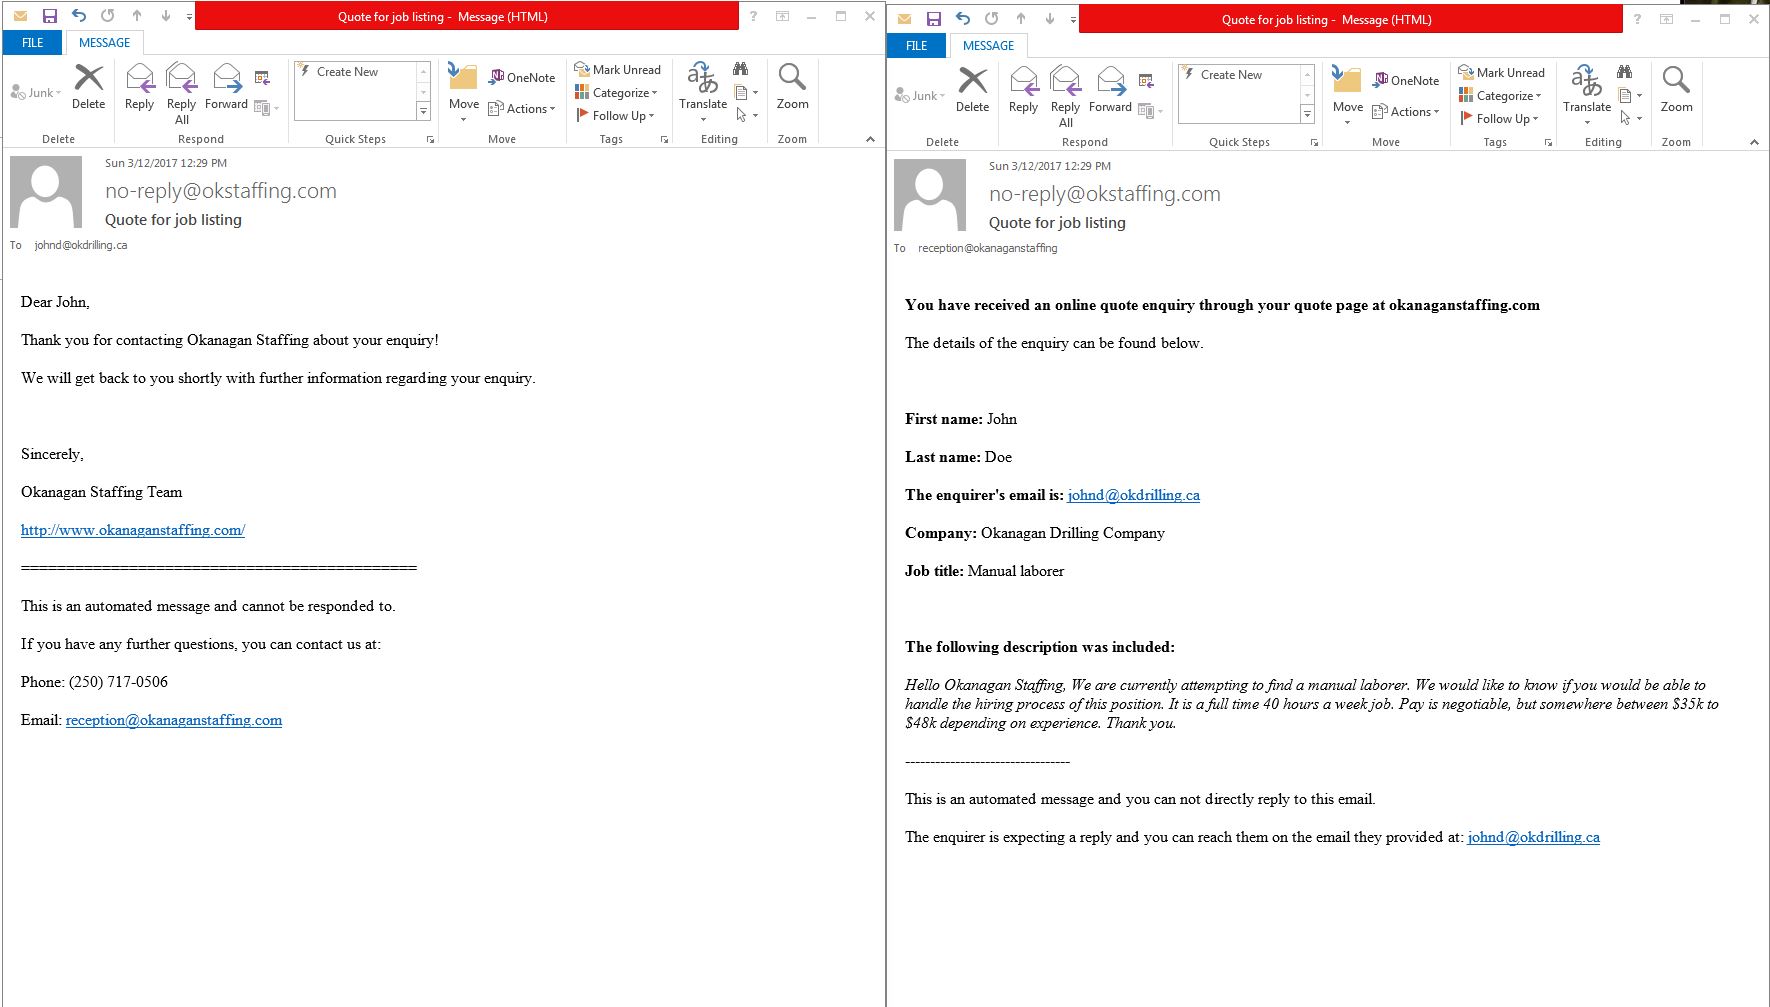 Quote for job listing - Message (HTML)
?
FILE
MESSAGE
Junk
Delete
Reply
Reply All
Forward
Create New
Move
OneNote
Actions
Mark Unread
Categorize
Follow Up
Translate
Zoom
Delete
Respond
Quick Steps
Move
Tags
Editing
Zoom
Sun 3/12/2017 12:29 PM
no-reply@okstaffing.com
Quote for job listing
To johnd@okdrilling.ca
Dear John,
Thank you for contacting Okanagan Staffing about your enquiry!
We will get back to you shortly with further information regarding your enquiry.
Sincerely,
Okanagan Staffing Team
http://www.okanaganstaffing.com/
============================================
This is an automated message and cannot be responded to.
If you have any further questions, you can contact us at:
Phone: (250) 717-0506
Email: reception@okanaganstaffing.com
Quote for job listing - Message (HTML)
?
FILE
MESSAGE
Junk
Delete
Reply
Reply All
Forward
Create New
Move
OneNote
Actions
Mark Unread
Categorize
Follow Up
Translate
Zoom
Delete
Respond
Quick Steps
Move
Tags
Editing
Zoom
Sun 3/12/2017 12:29 PM
no-reply@okstaffing.com
Quote for job listing
To reception@okanaganstaffing
You have received an online quote enquiry through your quote page at okanaganstaffing.com
The details of the enquiry can be found below.
First name: John
Last name: Doe
The enquirer's email is: johnd@okdrilling.ca
Company: Okanagan Drilling Company
Job title: Manual laborer
The following description was included:
Hello Okanagan Staffing, We are currently attempting to find a manual laborer. We would like to know if you would be able to
handle the hiring process of this position. It is a full time 40 hours a week job. Pay is negotiable, but somewhere between $35k to
$48k depending on experience. Thank you.
---------------------------------
This is an automated message and you can not directly reply to this email.
The enquirer is expecting a reply and you can reach them on the email they provided at: johnd@okdrilling.ca